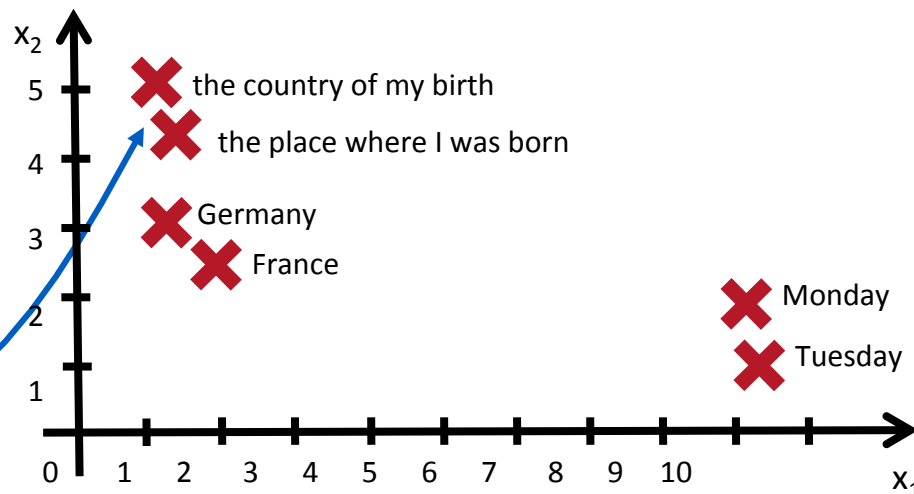 x2
5
the country of my birth
the place where I was born
4
Germany
3
France
Monday
2
Tuesday
1
0 1 2 3 4 5 6 7 8 9 10